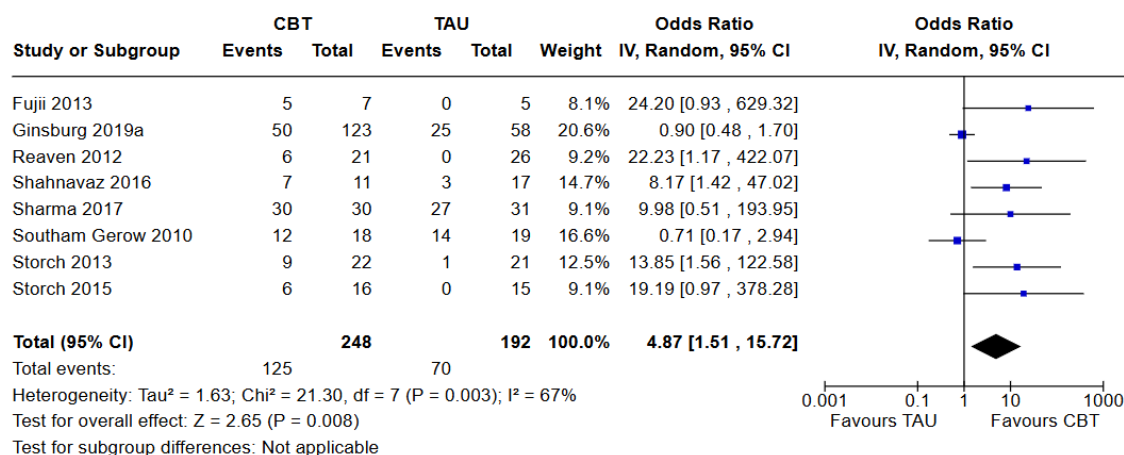 CBT TAU Odds Ratio Odds Ratio
Study or Subgroup Events Total Events Total Weight IV, Random, 95% CI IV, Random, 95% CI
Fujii 2013 5 7 0 5 8.1% 24.20 [0.93 , 629.32]
Ginsburg 2019a 50 123 25 58 20.6% 0.90 [0.48 , 1.70]
Reaven 2012 6 21 0 26 9.2% 22.23 [1.17 , 422.07]
Shahnavaz 2016 7 11 3 17 14.7% 8.17 [1.42 , 47.02]
Sharma 2017 30 30 27 31 9.1% 9.98 [0.51 , 193.95]
Southam Gerow 2010 12 18 14 19 16.6% 0.71 [0.17 , 2.94]
Storch 2013 9 22 1 21 12.5% 13.85 [1.56 , 122.58]
Storch 2015 6 16 0 15 9.1% 19.19 [0.97 , 378.28]
Total (95% CI) 248 192 100.0% 4.87 [1.51 , 15.72]
Total events: 125 70
Heterogeneity: Tau² = 1.63; Chi² = 21.30, df = 7 (P = 0.003); I² = 67%
Test for overall effect: Z = 2.65 (P = 0.008)
Test for subgroup differences: Not applicable
0.001 0.1 1 10 1000
Favours TAU Favours CBT